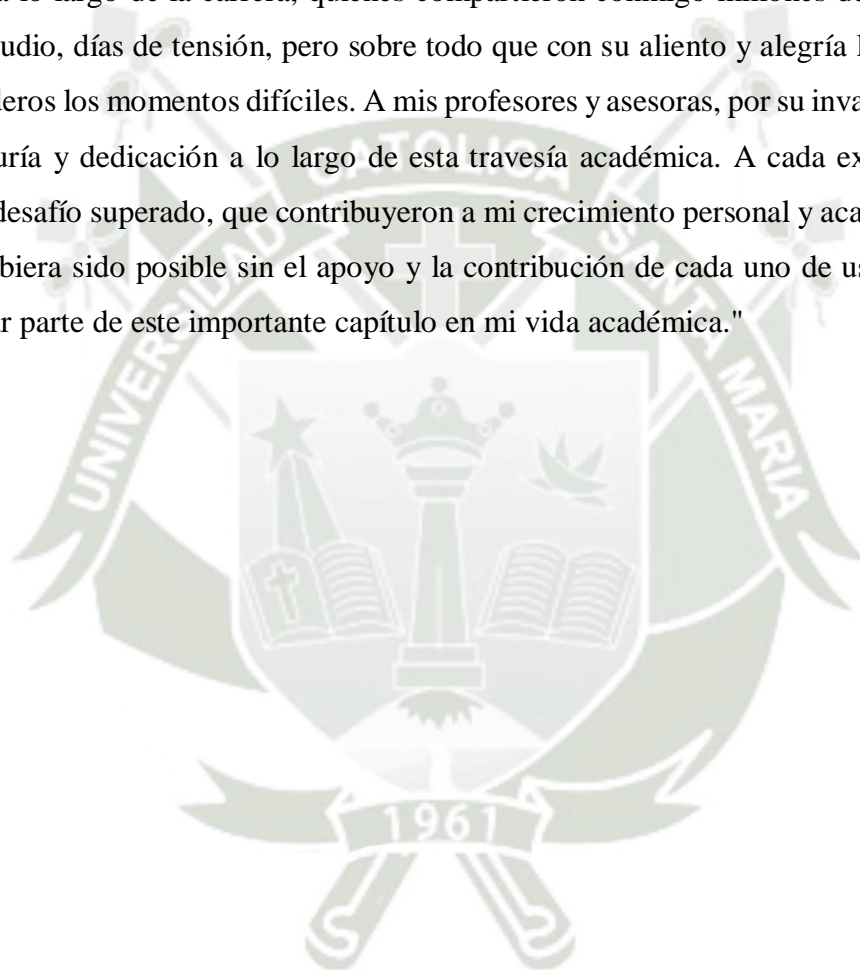 a lo largo de la carrera, quienes compartieron conmigo millones de
udio, días de tensión, pero sobre todo que con su aliento y alegría
deros los momentos difíciles. A mis profesores y asesoras, por su inva
uría y dedicación a lo largo de esta travesía académica. A cada ex
desafío superado, que contribuyeron a mi crecimiento personal y aca
biera sido posible sin el apoyo y la contribución de cada uno de us
ar parte de este importante capítulo en mi vida académica."
UNIVERSIDAD CATOLICA SANTA MARIA
1961